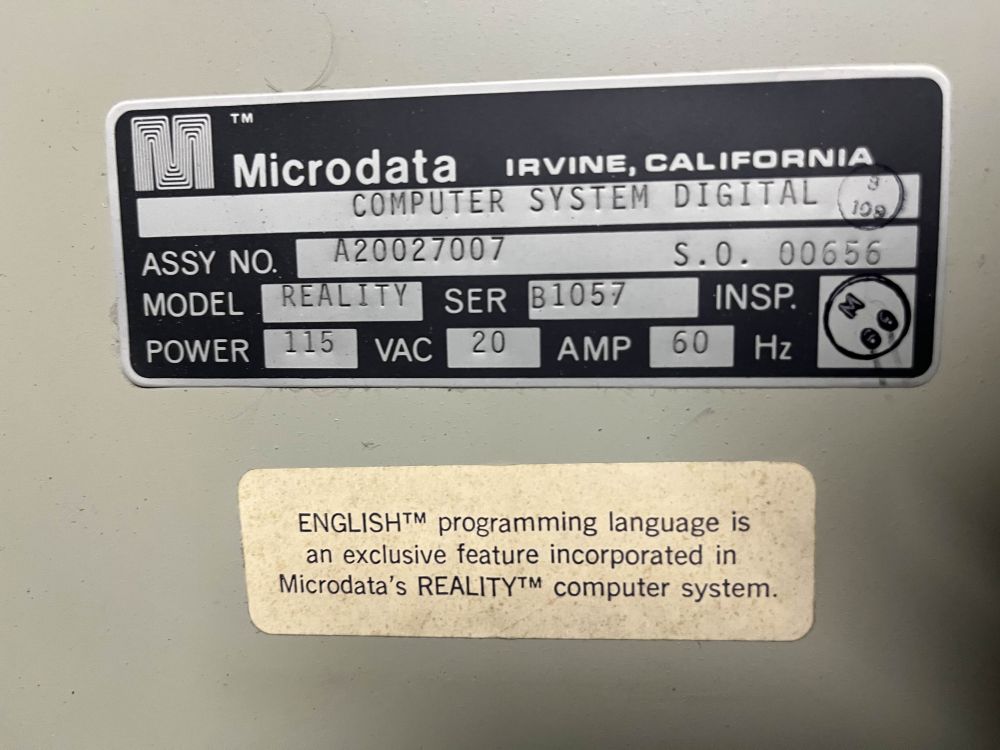 TM
Microdata IRVINE, CALIFORNIA
COMPUTER SYSTEM DIGITAL
ASSY NO. A20027007 S.O. 00656
MODEL REALITY SER B1057 INSP.
POWER 115 VAC 20 AMP 60 Hz
ENGLISH™ programming language is
an exclusive feature incorporated in
Microdata's REALITY™ computer system.